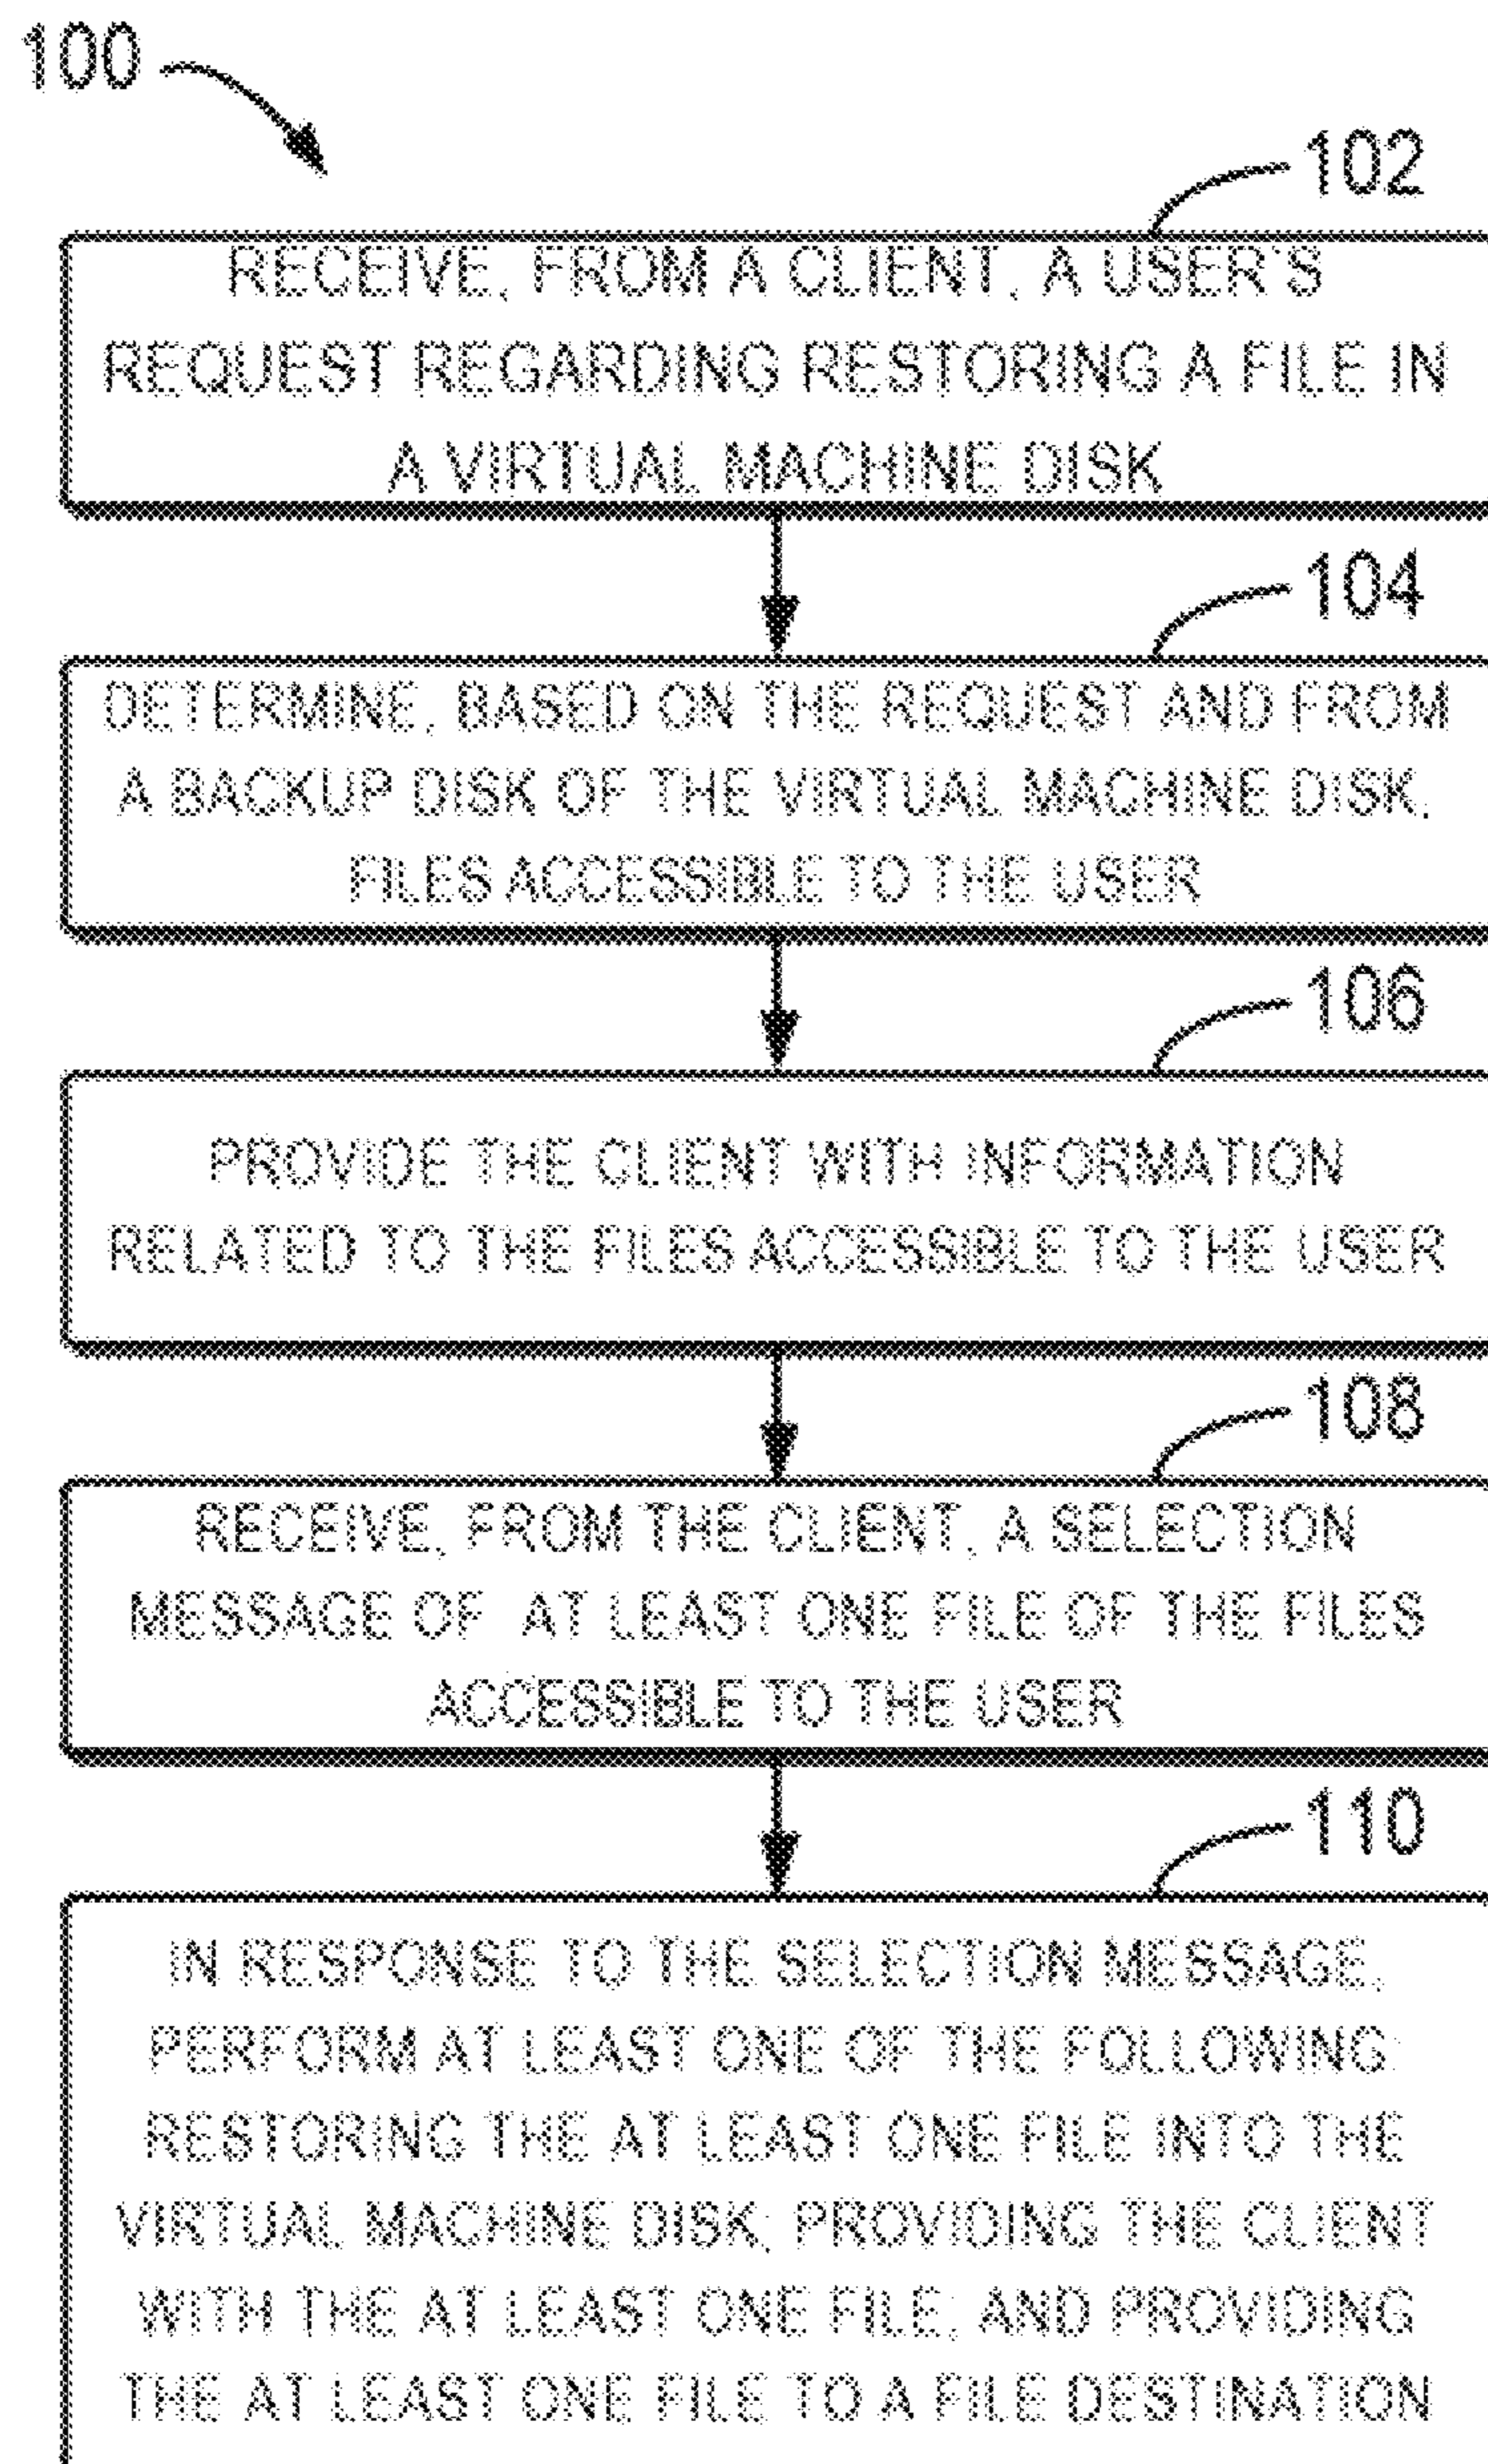 100
102
RECEIVE, FROM A CLIENT, A USER'S
REQUEST REGARDING RESTORING A FILE IN
A VIRTUAL MACHINE DISK
104
DETERMINE, BASED ON THE REQUEST AND FROM
A BACKUP DISK OF THE VIRTUAL MACHINE DISK,
FILES ACCESSIBLE TO THE USER
106
PROVIDE THE CLIENT WITH INFORMATION
RELATED TO THE FILES ACCESSIBLE TO THE USER
108
RECEIVE, FROM THE CLIENT, A SELECTION
MESSAGE OF AT LEAST ONE FILE OF THE FILES
ACCESSIBLE TO THE USER
110
IN RESPONSE TO THE SELECTION MESSAGE,
PERFORM AT LEAST ONE OF THE FOLLOWING:
RESTORING THE AT LEAST ONE FILE INTO THE
VIRTUAL MACHINE DISK; PROVIDING THE CLIENT
WITH THE AT LEAST ONE FILE; AND PROVIDING
THE AT LEAST ONE FILE TO A FILE DESTINATION